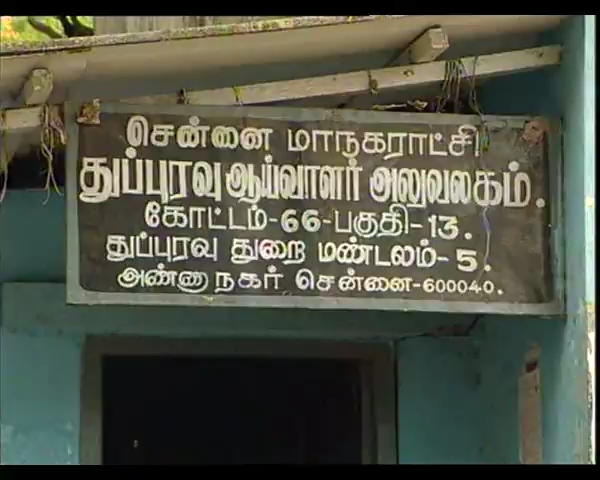 சென்னை மாநகராட்சி
துப்புரவு ஆய்வாளர் அலுவலகம்.
கோட்டம்-66-பகுதி-13.
துப்புரவு துறை மண்டலம்-5.
அண்ணாநகர் சென்னை-600040.